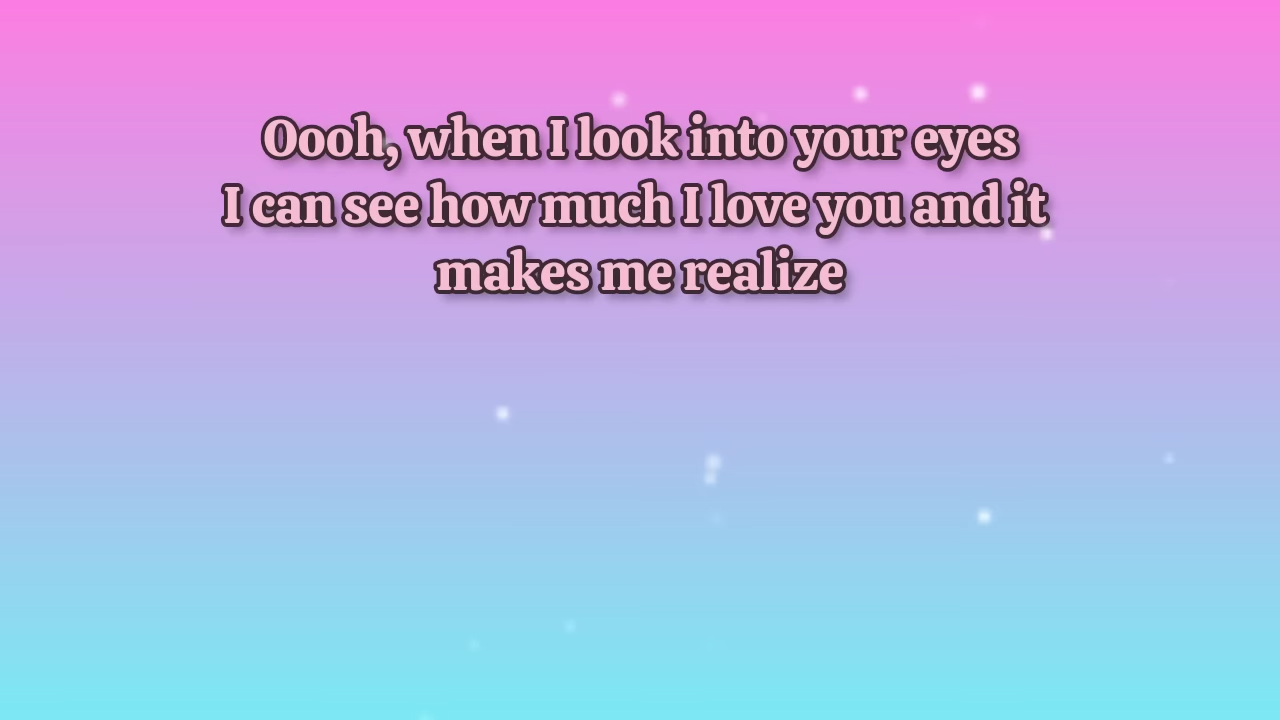 Oooh, when I look into your eyes
I can see how much I love you and it
makes me realize